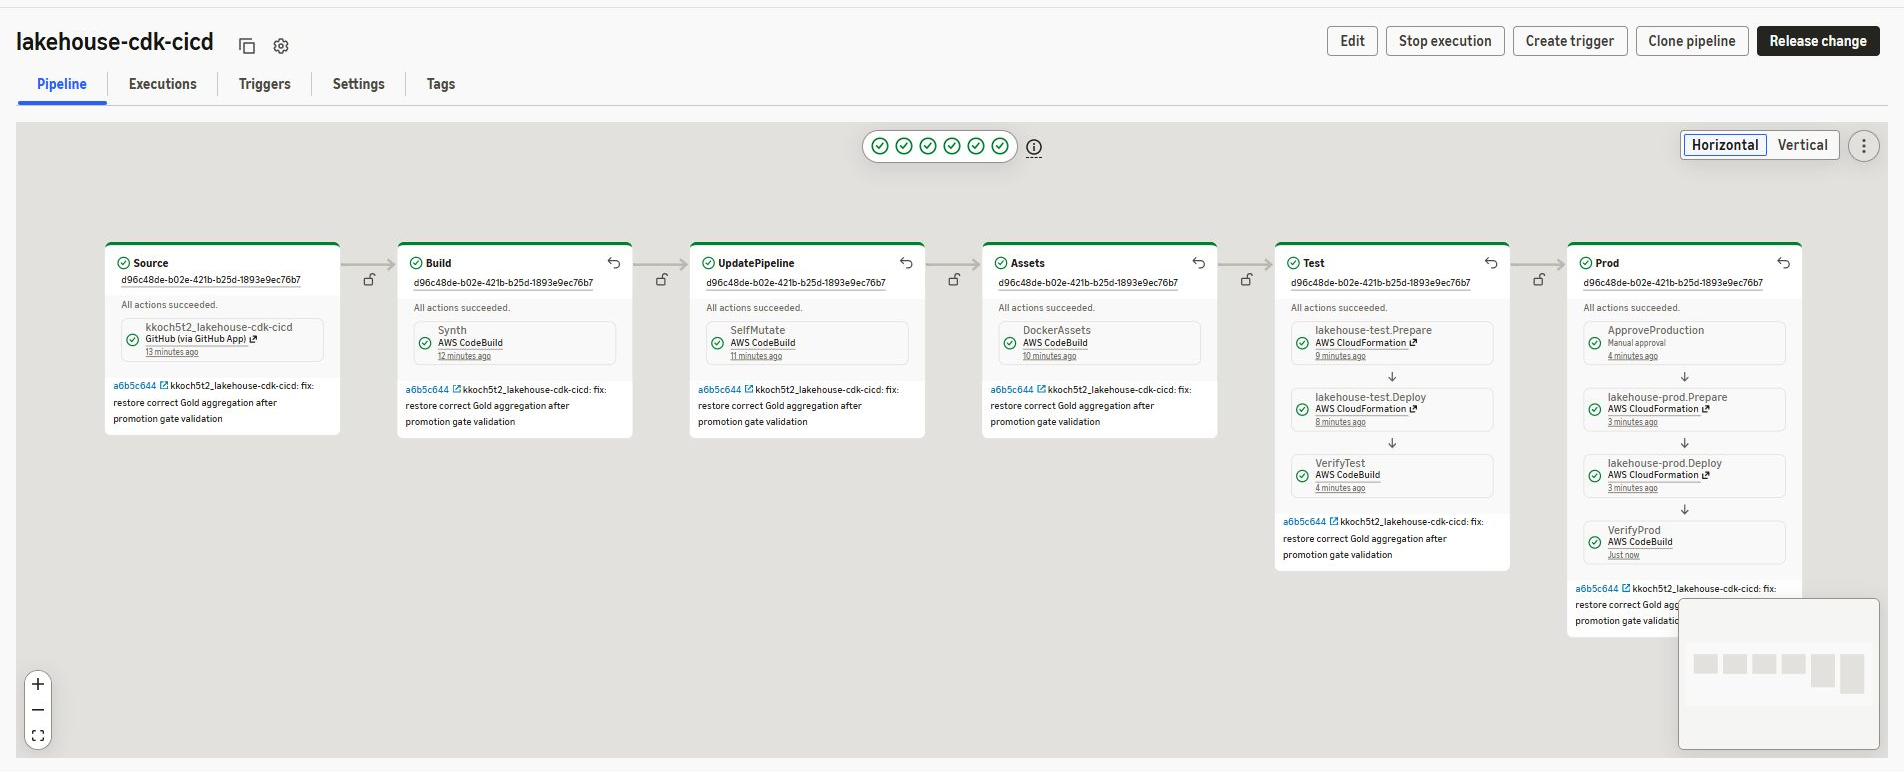 lakehouse-cdk-cicd
Edit
Stop execution
Create trigger
Clone pipeline
Release change
Pipeline
Executions
Triggers
Settings
Tags
Horizontal
Vertical
Source
d96c48de-b02e-421b-b25d-1893e9ec76b7
All actions succeeded.
kkoch5t2_lakehouse-cdk-cicd
GitHub (via GitHub App)
13 minutes ago
a6b5c644 kkoch5t2_lakehouse-cdk-cicd: fix:
restore correct Gold aggregation after
promotion gate validation
Build
d96c48de-b02e-421b-b25d-1893e9ec76b7
All actions succeeded.
Synth
AWS CodeBuild
12 minutes ago
a6b5c644 kkoch5t2_lakehouse-cdk-cicd: fix:
restore correct Gold aggregation after
promotion gate validation
UpdatePipeline
d96c48de-b02e-421b-b25d-1893e9ec76b7
All actions succeeded.
SelfMutate
AWS CodeBuild
11 minutes ago
a6b5c644 kkoch5t2_lakehouse-cdk-cicd: fix:
restore correct Gold aggregation after
promotion gate validation
Assets
d96c48de-b02e-421b-b25d-1893e9ec76b7
All actions succeeded.
DockerAssets
AWS CodeBuild
10 minutes ago
a6b5c644 kkoch5t2_lakehouse-cdk-cicd: fix:
restore correct Gold aggregation after
promotion gate validation
Test
d96c48de-b02e-421b-b25d-1893e9ec76b7
All actions succeeded.
lakehouse-test.Prepare
AWS CloudFormation
9 minutes ago
lakehouse-test.Deploy
AWS CloudFormation
8 minutes ago
VerifyTest
AWS CodeBuild
4 minutes ago
a6b5c644 kkoch5t2_lakehouse-cdk-cicd: fix:
restore correct Gold aggregation after
promotion gate validation
Prod
d96c48de-b02e-421b-b25d-1893e9ec76b7
All actions succeeded.
ApproveProduction
Manual approval
4 minutes ago
lakehouse-prod.Prepare
AWS CloudFormation
3 minutes ago
lakehouse-prod.Deploy
AWS CloudFormation
3 minutes ago
VerifyProd
AWS CodeBuild
Just now
a6b5c644 kkoch5t2_lakehouse-cdk-cicd: fix:
restore correct Gold agg
promotion gate validatio